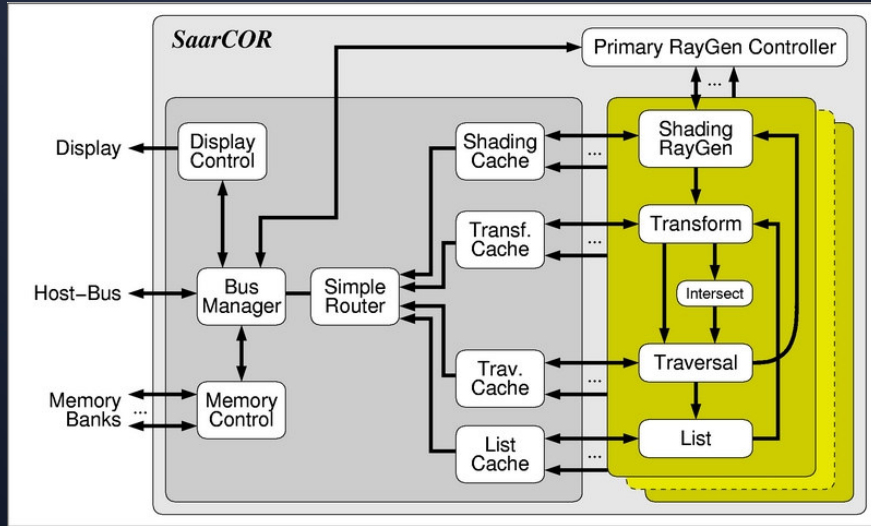 SaarCOR
Primary RayGen Controller
...
Display
Display
Control
Shading
Cache
...
Shading
RayGen
Transf.
Cache
...
Transform
Host-Bus
Bus
Manager
Simple
Router
Intersect
Trav.
Cache
...
Traversal
Memory
Banks
...
Memory
Control
List
Cache
...
List